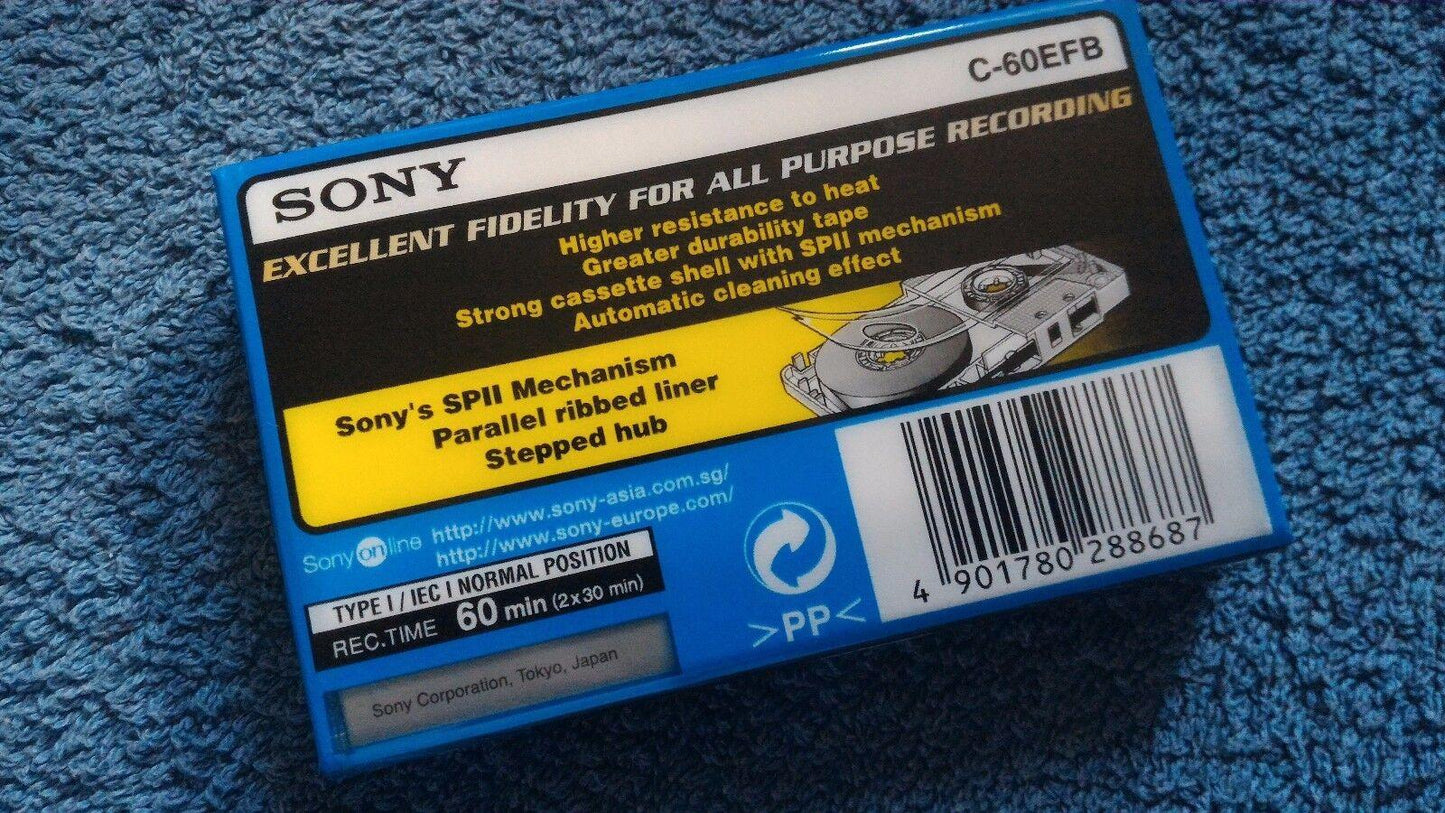 SONY
C-60EFB
EXCELLENT FIDELITY FOR ALL PURPOSE RECORDING
Higher resistance to heat
Greater durability tape
Strong cassette shell with SPII mechanism
Automatic cleaning effect
Sony's SPII Mechanism
Parallel ribbed liner
Stepped hub
Sony online
http://www.sony-asia.com.sg/
http://www.sony-europe.com/
TYPE I / IEC I NORMAL POSITION
REC.TIME 60 min (2x30 min)
Sony Corporation, Tokyo, Japan
>PP<
4 901780 288687